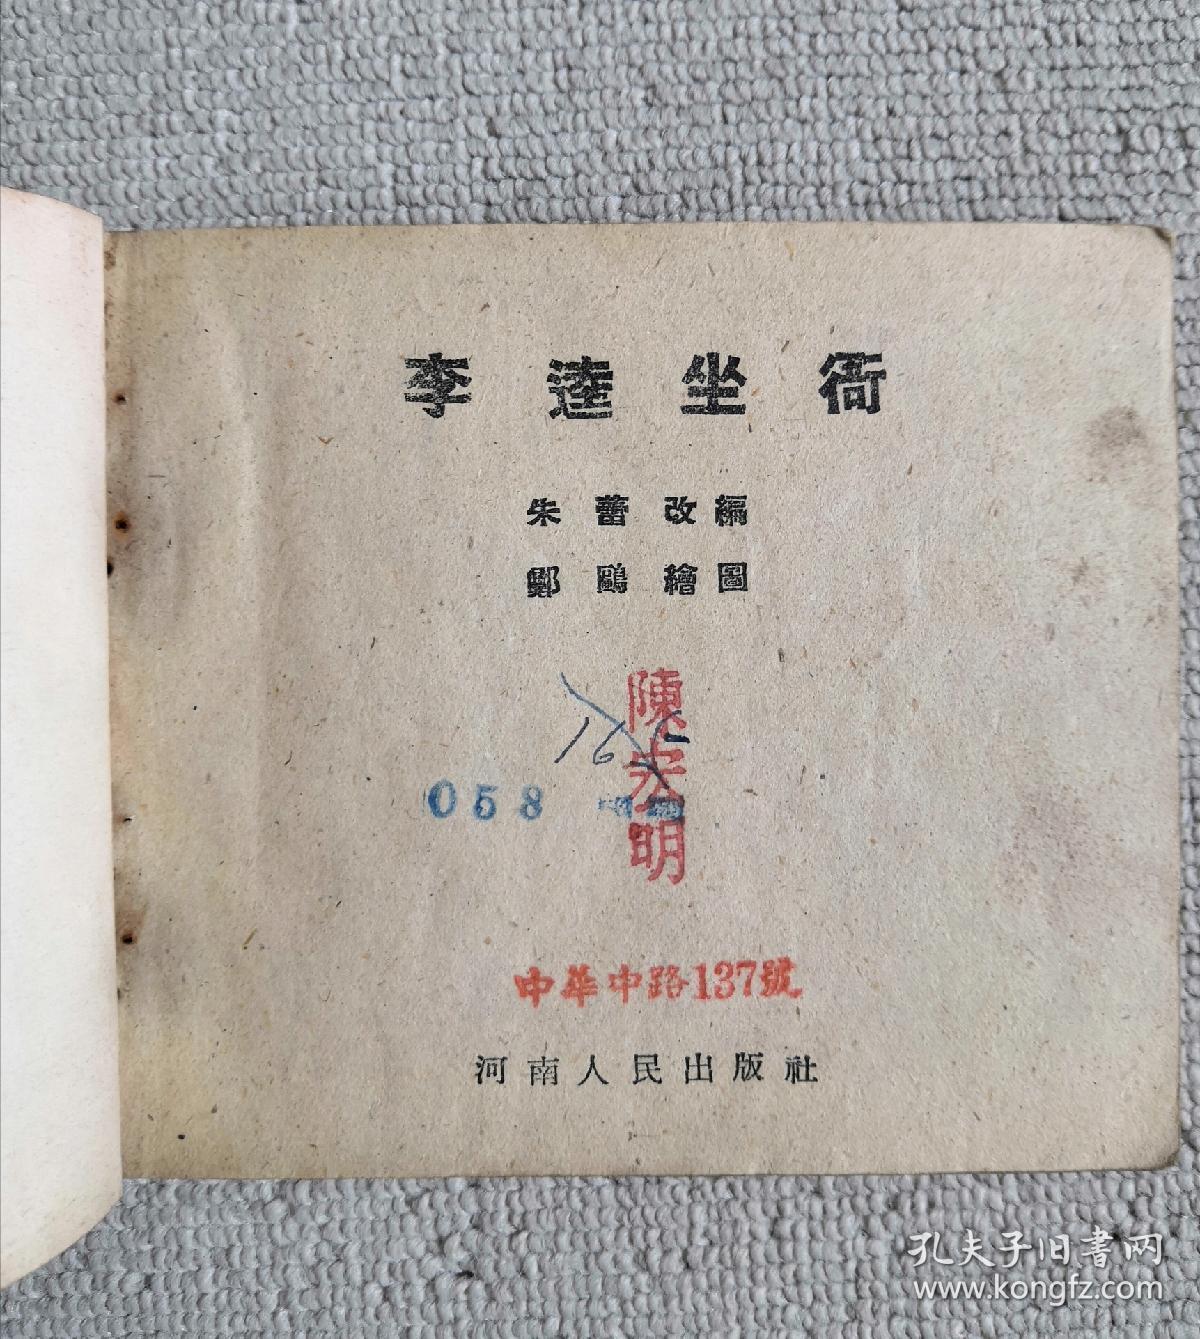 李逵坐衙
朱蕾改編
鄭鷗繪圖
陳宏明
058
中华中路137號
河南人民出版社
孔夫子旧書网
www.kongfz.com